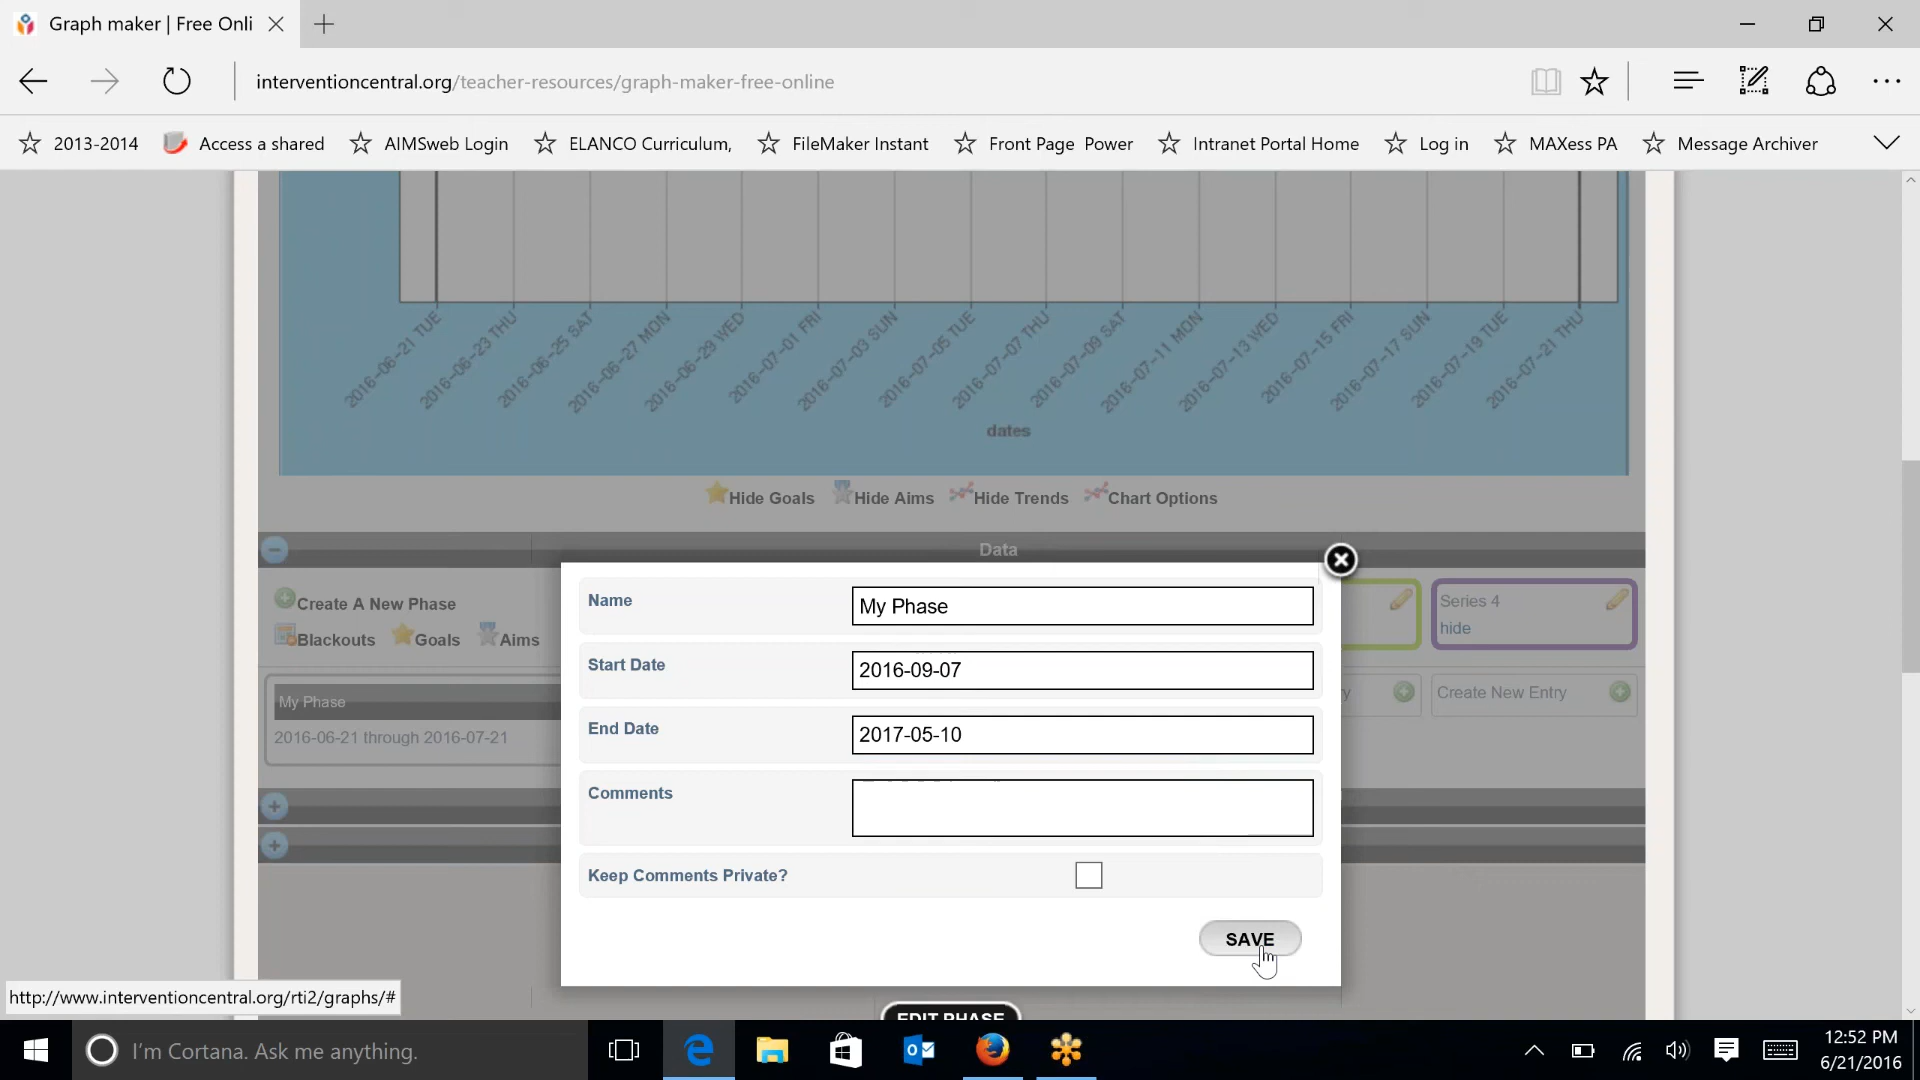 Graph maker | Free Onli
interventioncentral.org/teacher-resources/graph-maker-free-online
2013-2014 Access a shared AIMSweb Login ELANCO Curriculum, FileMaker Instant Front Page Power Intranet Portal Home Log in MAXess PA Message Archiver
2016-06-21 TUE 2016-06-23 THU 2016-06-25 SAT 2016-06-27 MON 2016-06-29 WED 2016-07-01 FRI 2016-07-03 SUN 2016-07-05 TUE 2016-07-07 THU 2016-07-09 SAT 2016-07-11 MON 2016-07-13 WED 2016-07-15 FRI 2016-07-17 SUN 2016-07-19 TUE 2016-07-21 THU
dates
Hide Goals Hide Aims Hide Trends Chart Options
Data
Create A New Phase
Blackouts Goals Aims
Series 4
hide
My Phase
2016-06-21 through 2016-07-21
Create New Entry
Name My Phase
Start Date 2016-09-07
End Date 2017-05-10
Comments
Keep Comments Private?
SAVE
EDIT PHASE
http://www.interventioncentral.org/rti2/graphs/#
I'm Cortana. Ask me anything.
12:52 PM
6/21/2016